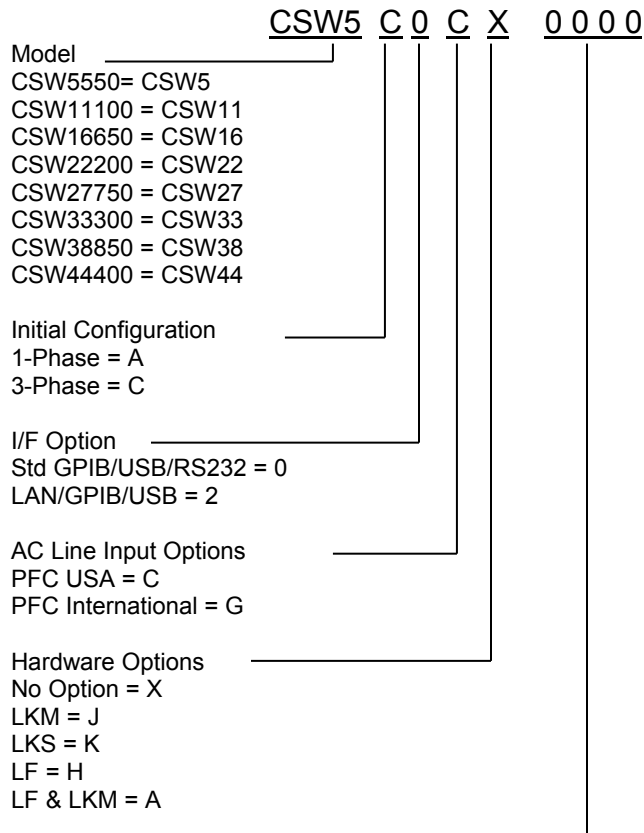 CSW5 C 0 C X 0 0 0 0
Model
CSW5550= CSW5
CSW11100 = CSW11
CSW16650 = CSW16
CSW22200 = CSW22
CSW27750 = CSW27
CSW33300 = CSW33
CSW38850 = CSW38
CSW44400 = CSW44
Initial Configuration
1-Phase = A
3-Phase = C
I/F Option
Std GPIB/USB/RS232 = 0
LAN/GPIB/USB = 2
AC Line Input Options
PFC USA = C
PFC International = G
Hardware Options
No Option = X
LKM = J
LKS = K
LF = H
LF & LKM = A